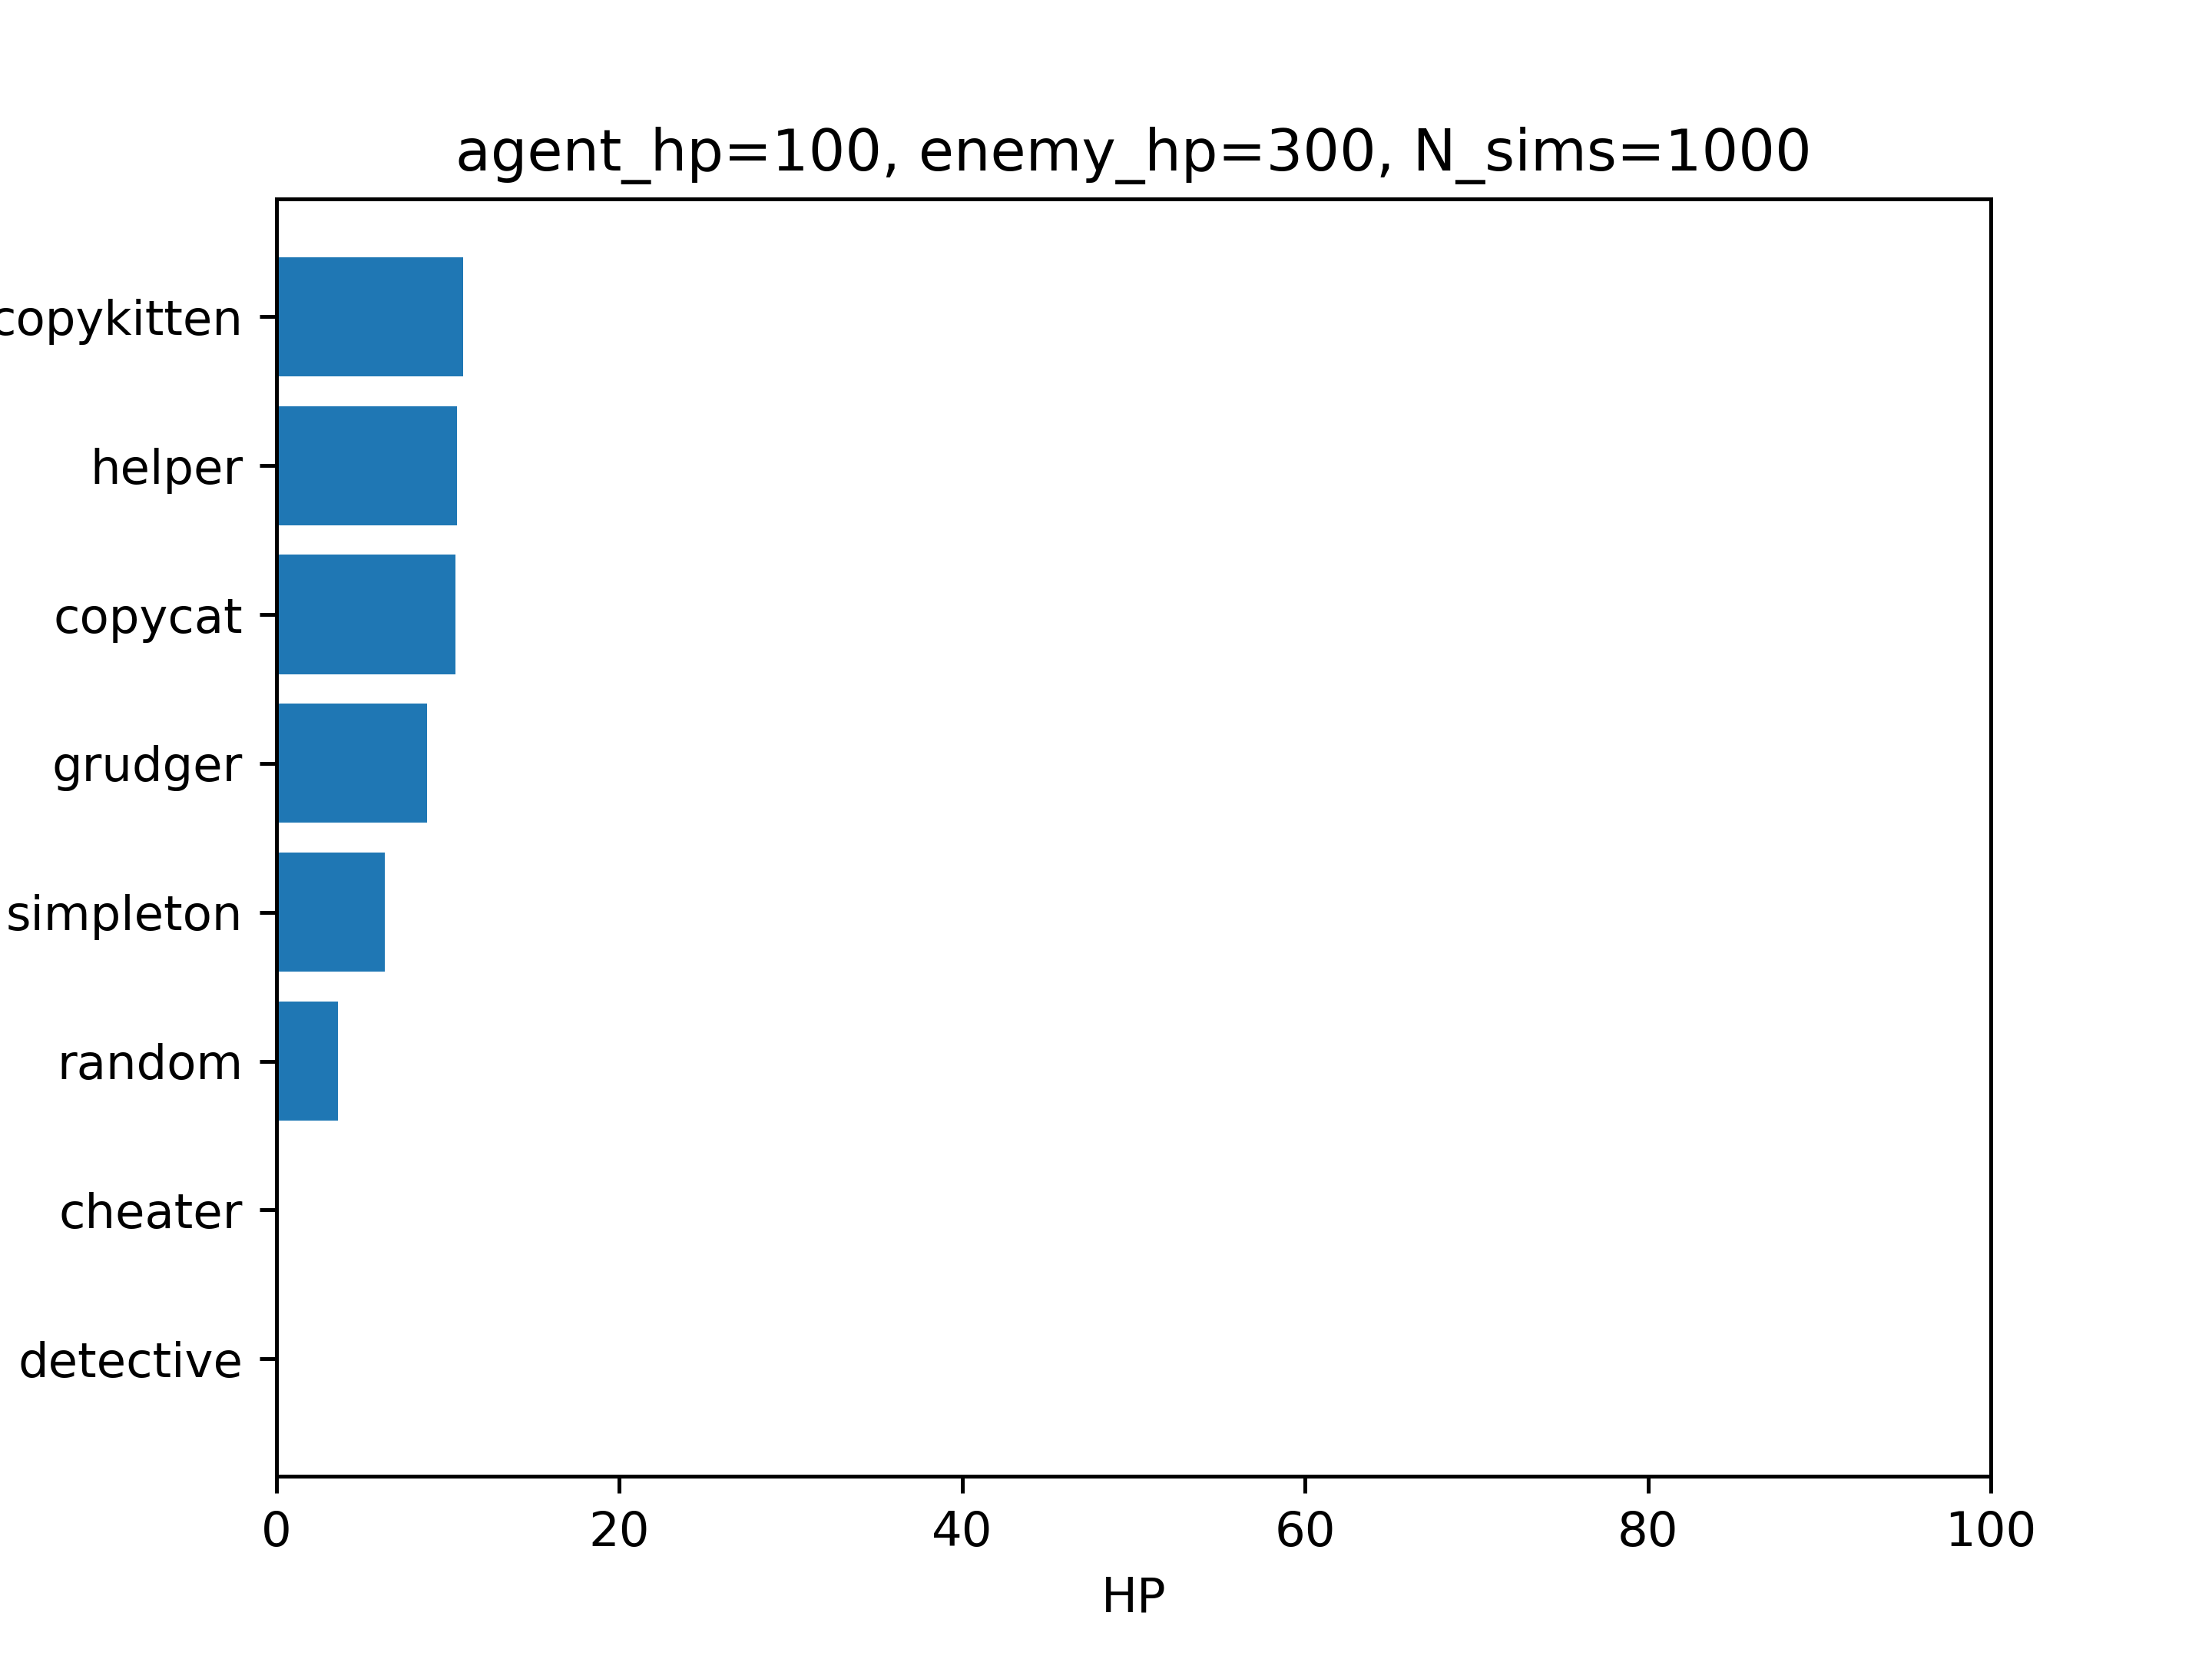 agent_hp=100, enemy_hp=300, N_sims=1000
copykitten
helper
copycat
grudger
simpleton
random
cheater
detective
0 20 40 60 80 100
HP